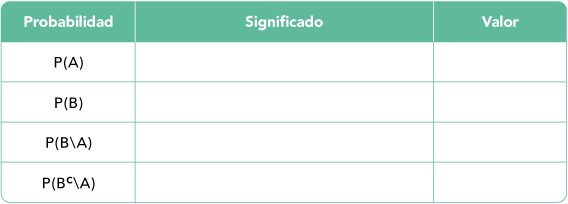 Probabilidad Significado Valor
P(A)
P(B)
P(B\A)
P(Bᶜ\A)